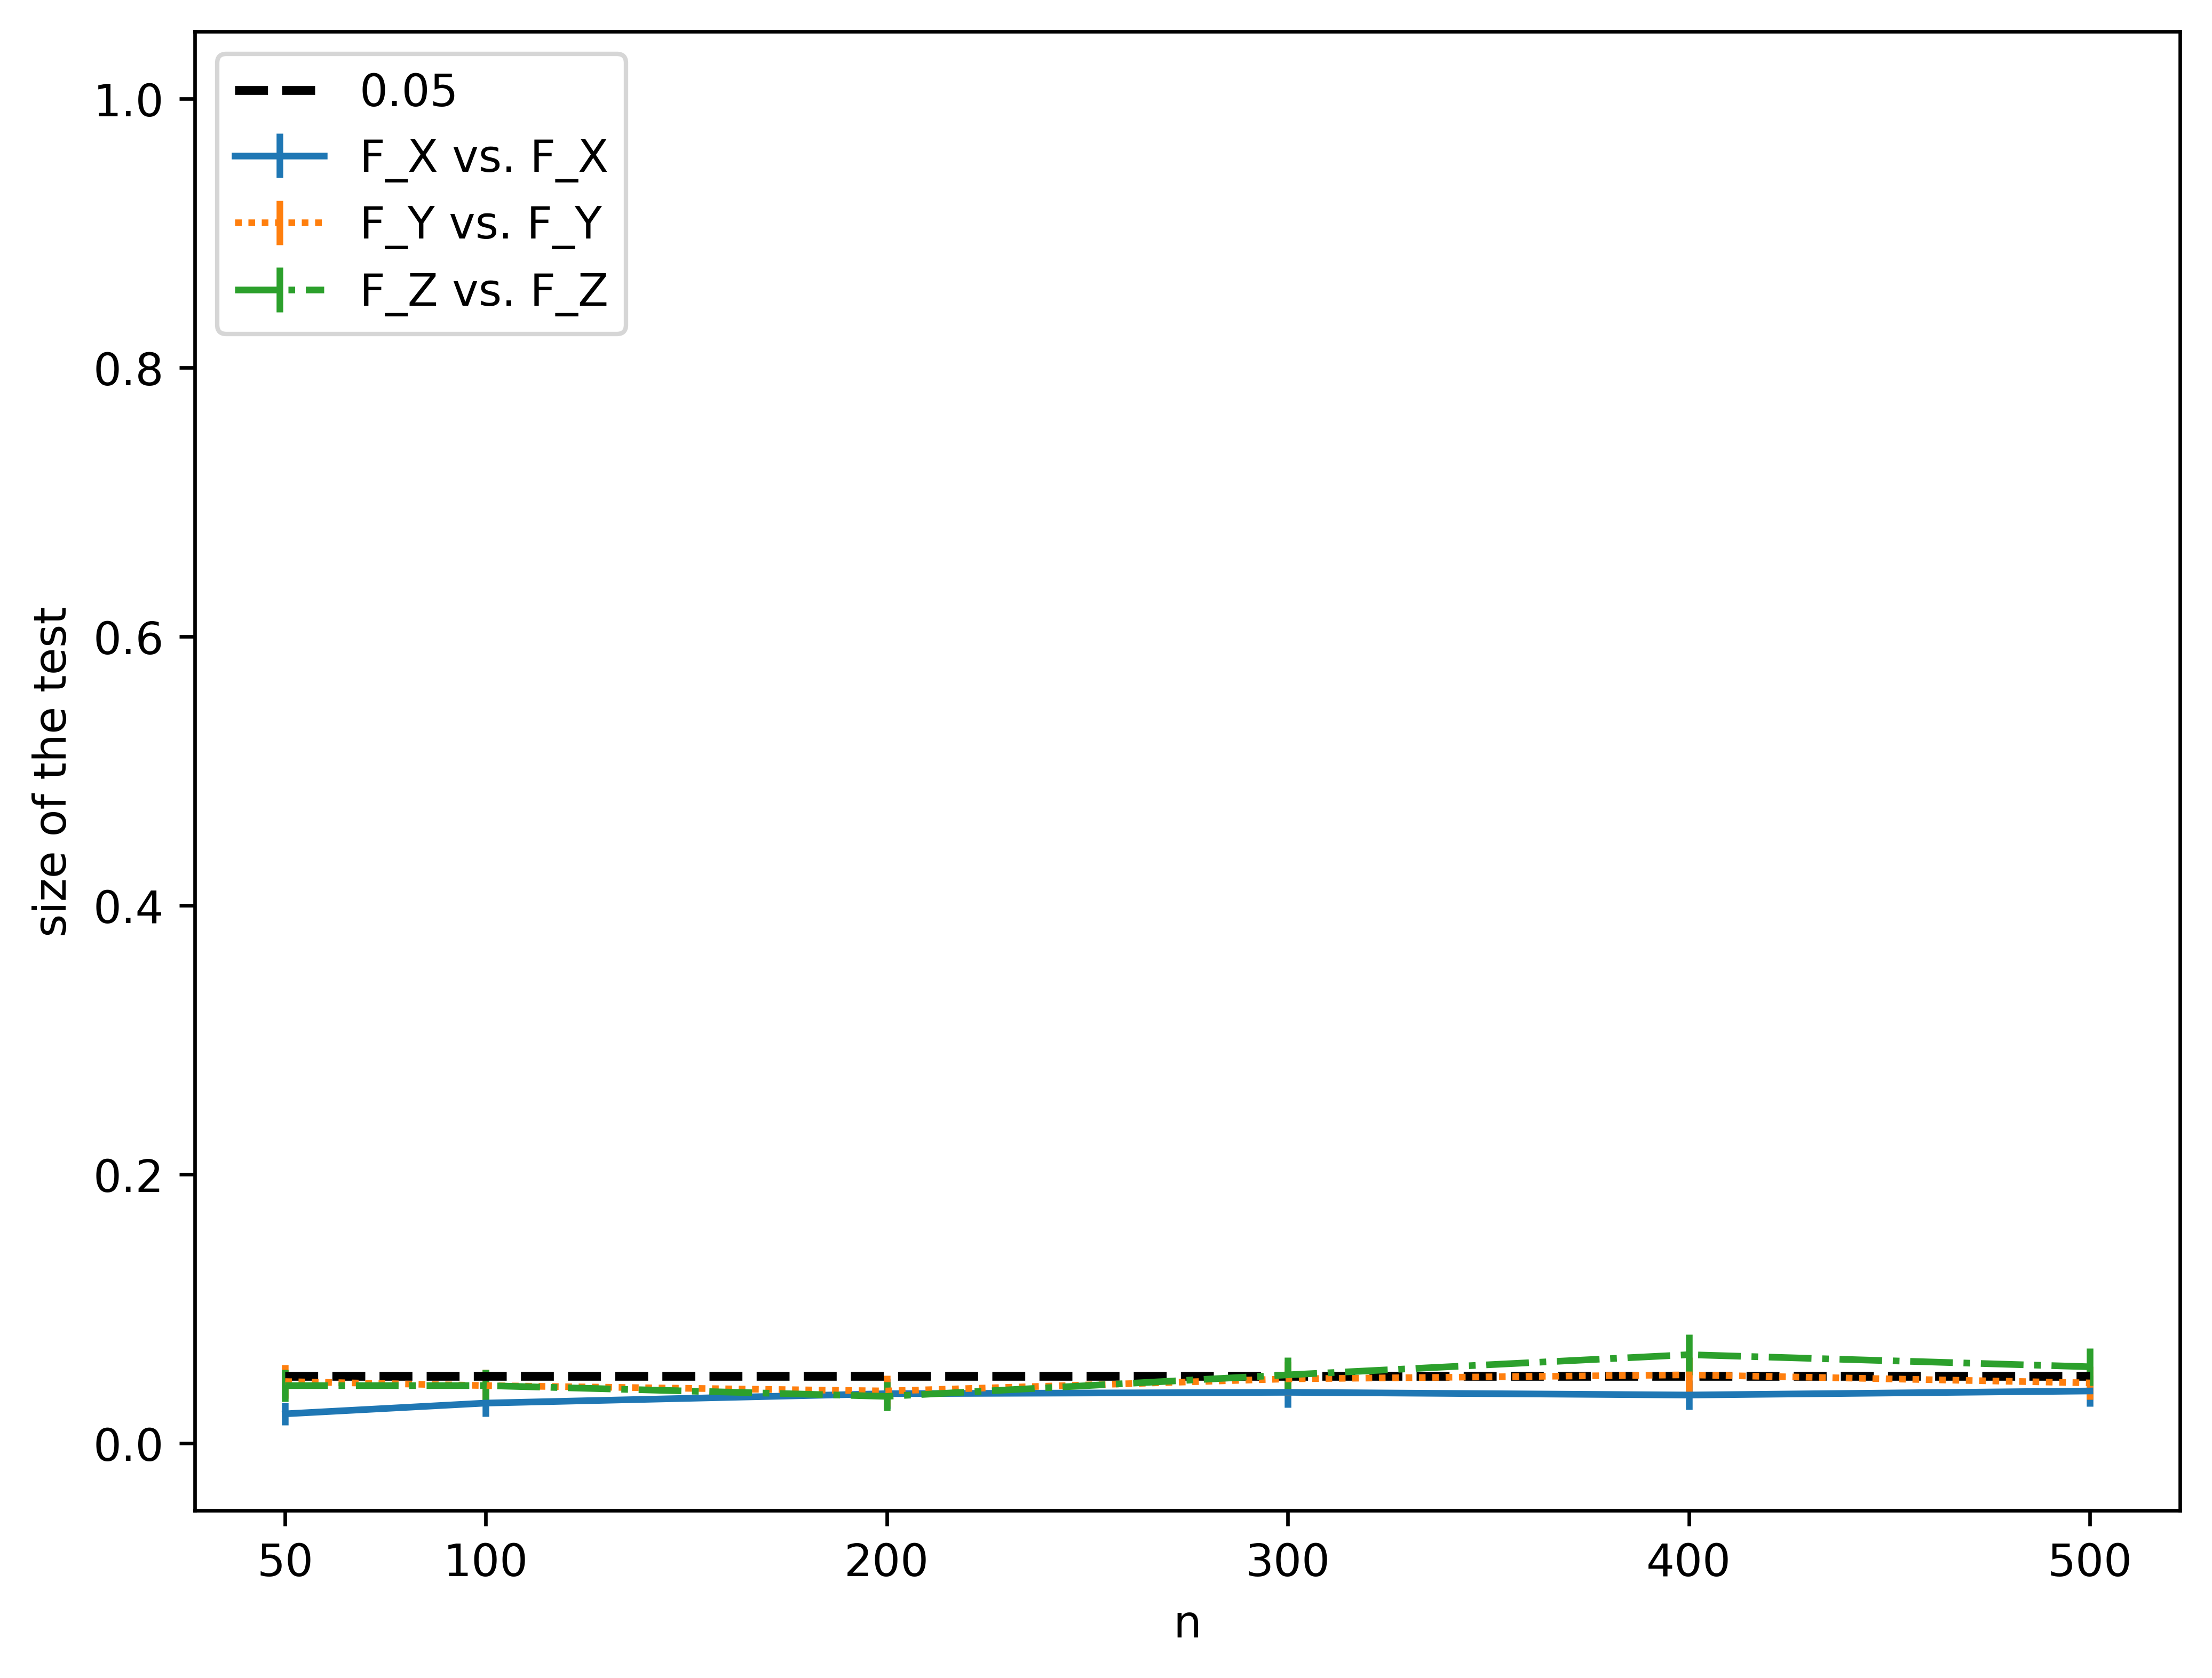 0.05
F_X vs. F_X
F_Y vs. F_Y
F_Z vs. F_Z
1.0
0.8
0.6
0.4
0.2
0.0
size of the test
50 100 200 300 400 500
n